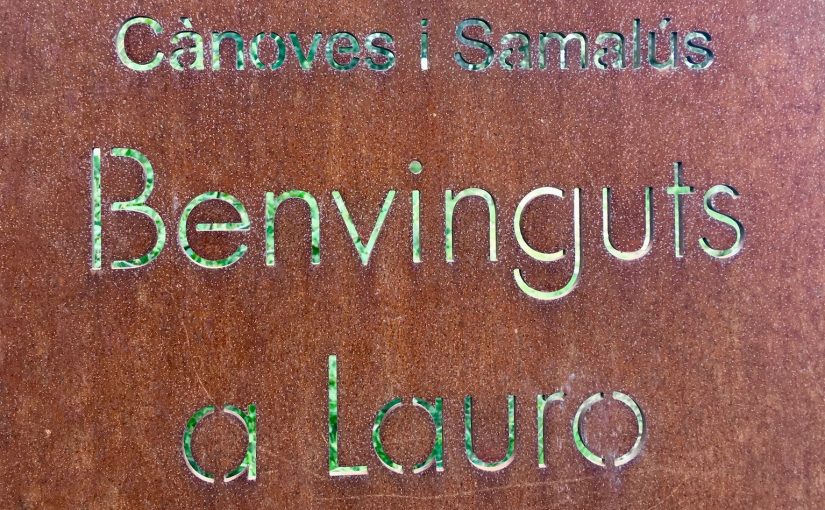 Cànoves i Samalús
Benvinguts
a Lauro